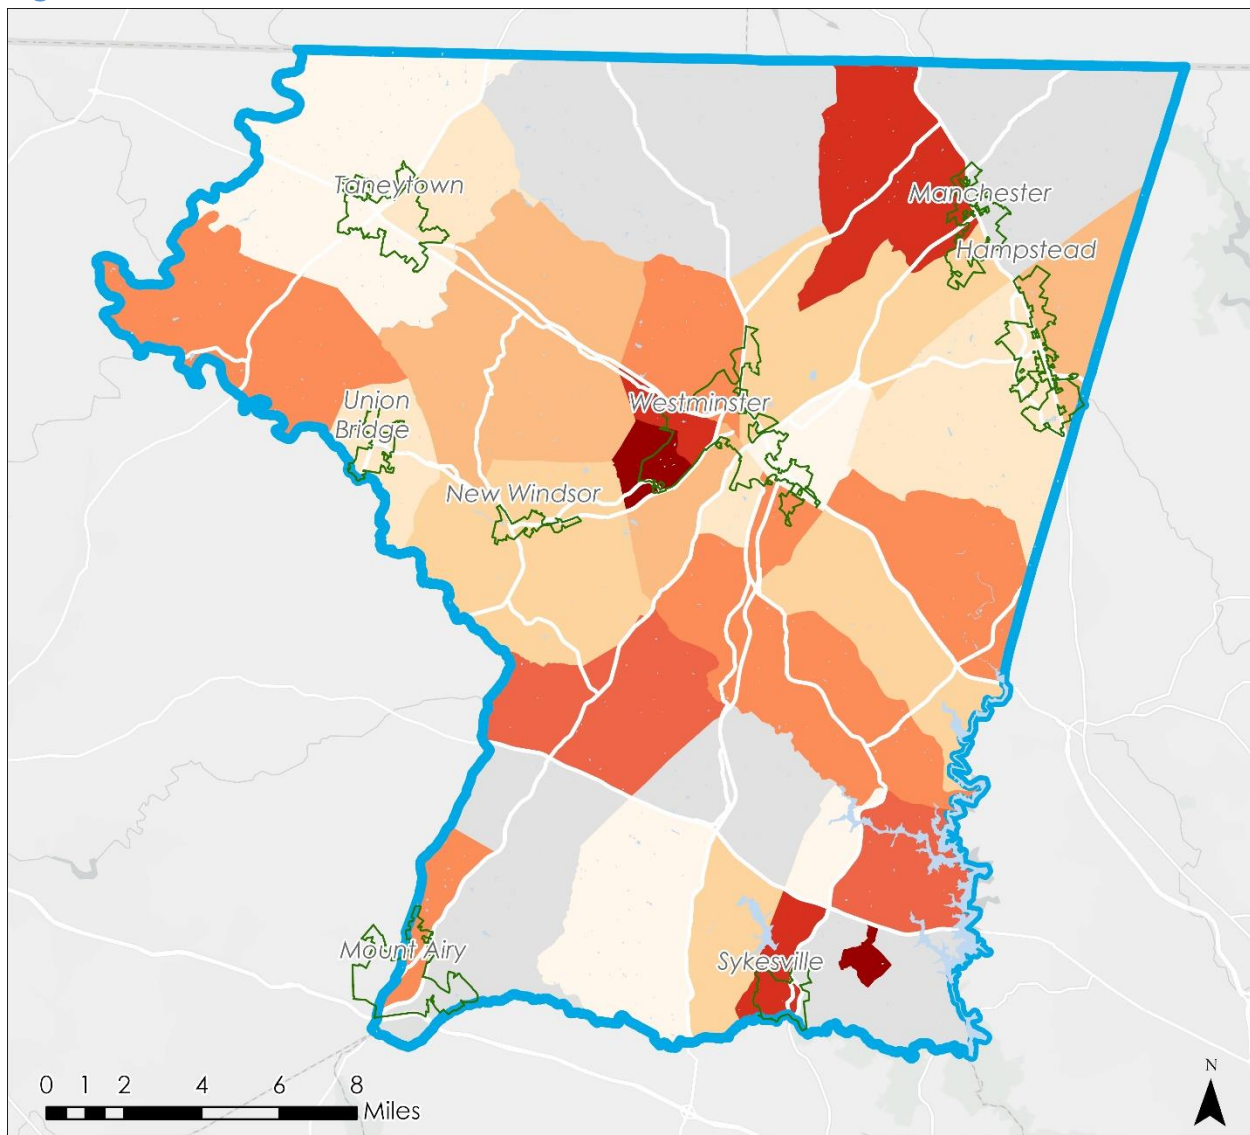 Taneytown
Manchester
Hampstead
Union
Bridge
Westminster
New Windsor
Mount Airy
Sykesville
0 1 2 4 6 8
Miles
N